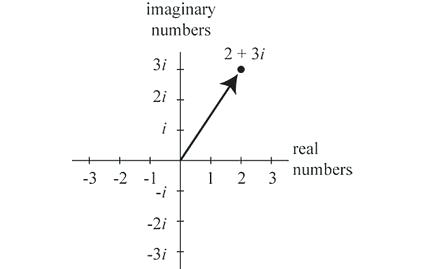 imaginary
numbers
2 + 3i
3i
2i
i
real
numbers
-3 -2 -1 1 2 3
-i
-2i
-3i